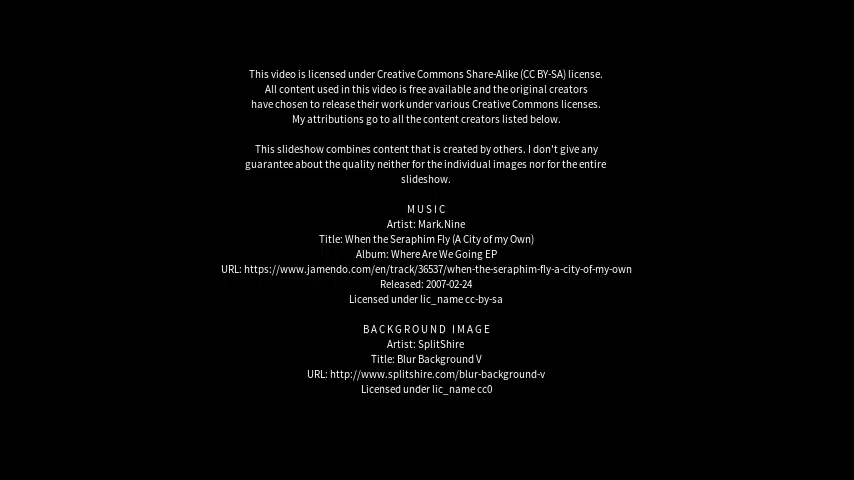 This video is licensed under Creative Commons Share-Alike (CC BY-SA) license.
All content used in this video is free available and the original creators
have chosen to release their work under various Creative Commons licenses.
My attributions go to all the content creators listed below.
This slideshow combines content that is created by others. I don't give any
guarantee about the quality neither for the individual images nor for the entire
slideshow.
MUSIC
Artist: Mark.Nine
Title: When the Seraphim Fly (A City of my Own)
Album: Where Are We Going EP
URL: https://www.jamendo.com/en/track/36537/when-the-seraphim-fly-a-city-of-my-own
Released: 2007-02-24
Licensed under lic_name cc-by-sa
BACKGROUND IMAGE
Artist: SplitShire
Title: Blur Background V
URL: http://www.splitshire.com/blur-background-v
Licensed under lic_name cc0